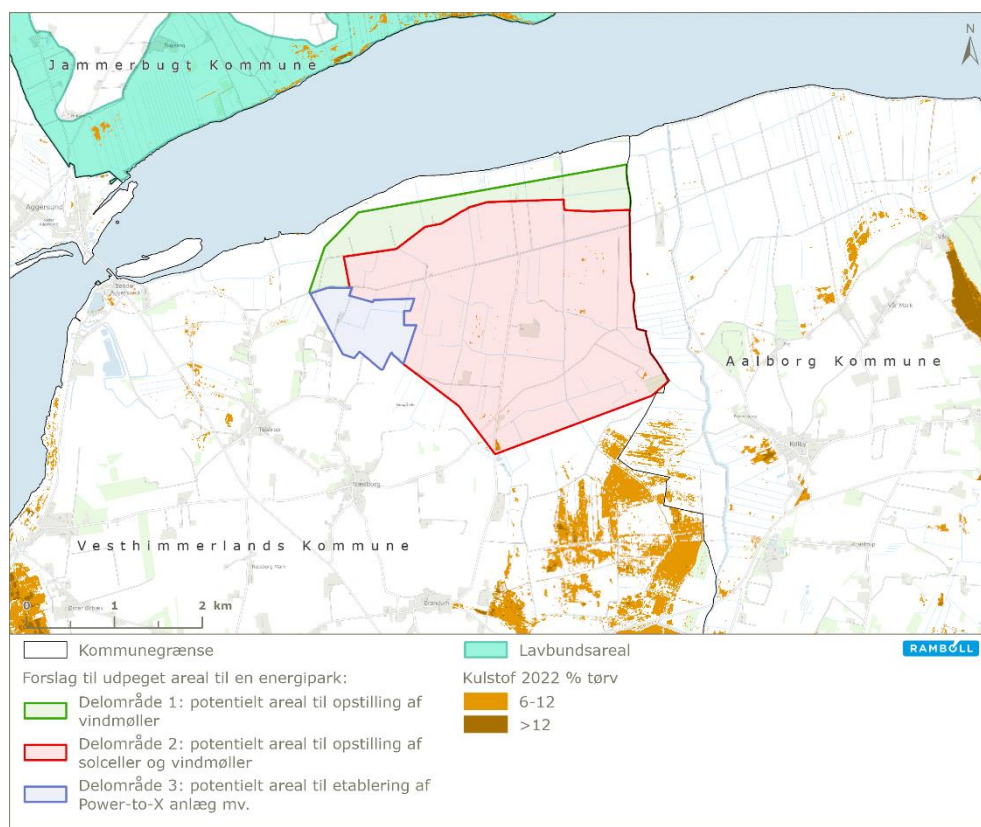 N
Jammerbugt Kommune
Aggersund
Aalborg Kommune
Vesthimmerlands Kommune
0 1 2 km
Kommunegrænse
Forslag til udpeget areal til en energipark:
Delområde 1: potentielt areal til opstilling af
vindmøller
Delområde 2: potentielt areal til opstilling af
solceller og vindmøller
Delområde 3: potentielt areal til etablering af
Power-to-X anlæg mv.
Lavbundsareal
Kulstof 2022 % tørv
6-12
>12
RAMBOLL